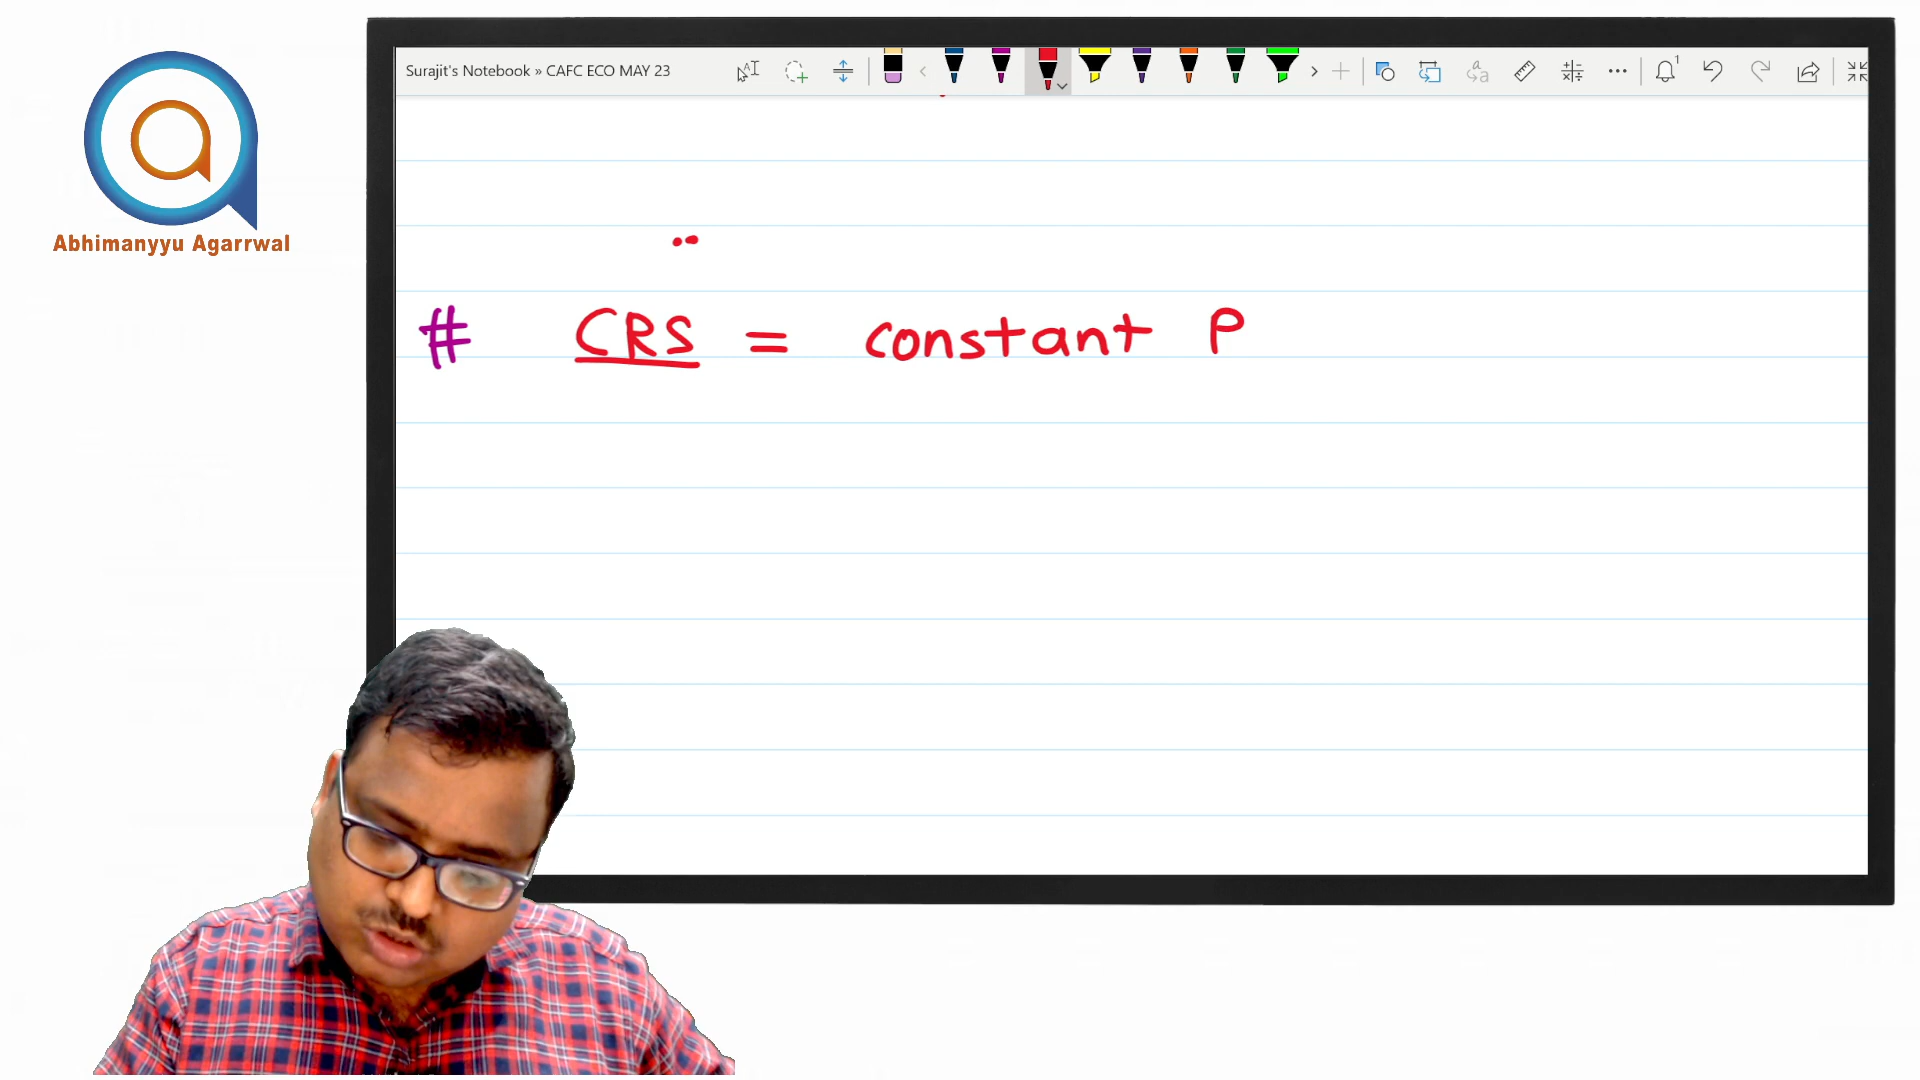 Abhimanyyu Agarrwal
Surajit's Notebook » CAFC ECO MAY 23
# CRS = constant P